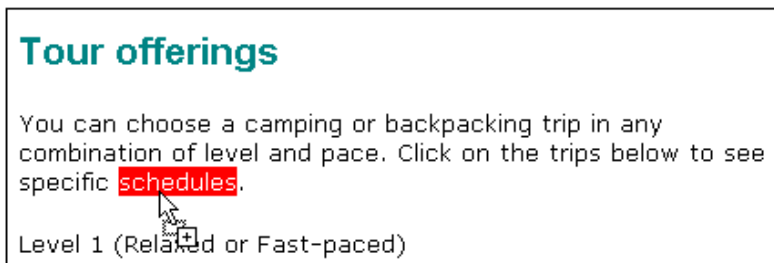 Tour offerings
You can choose a camping or backpacking trip in any
combination of level and pace. Click on the trips below to see
specific schedules.
Level 1 (Relaxed or Fast-paced)